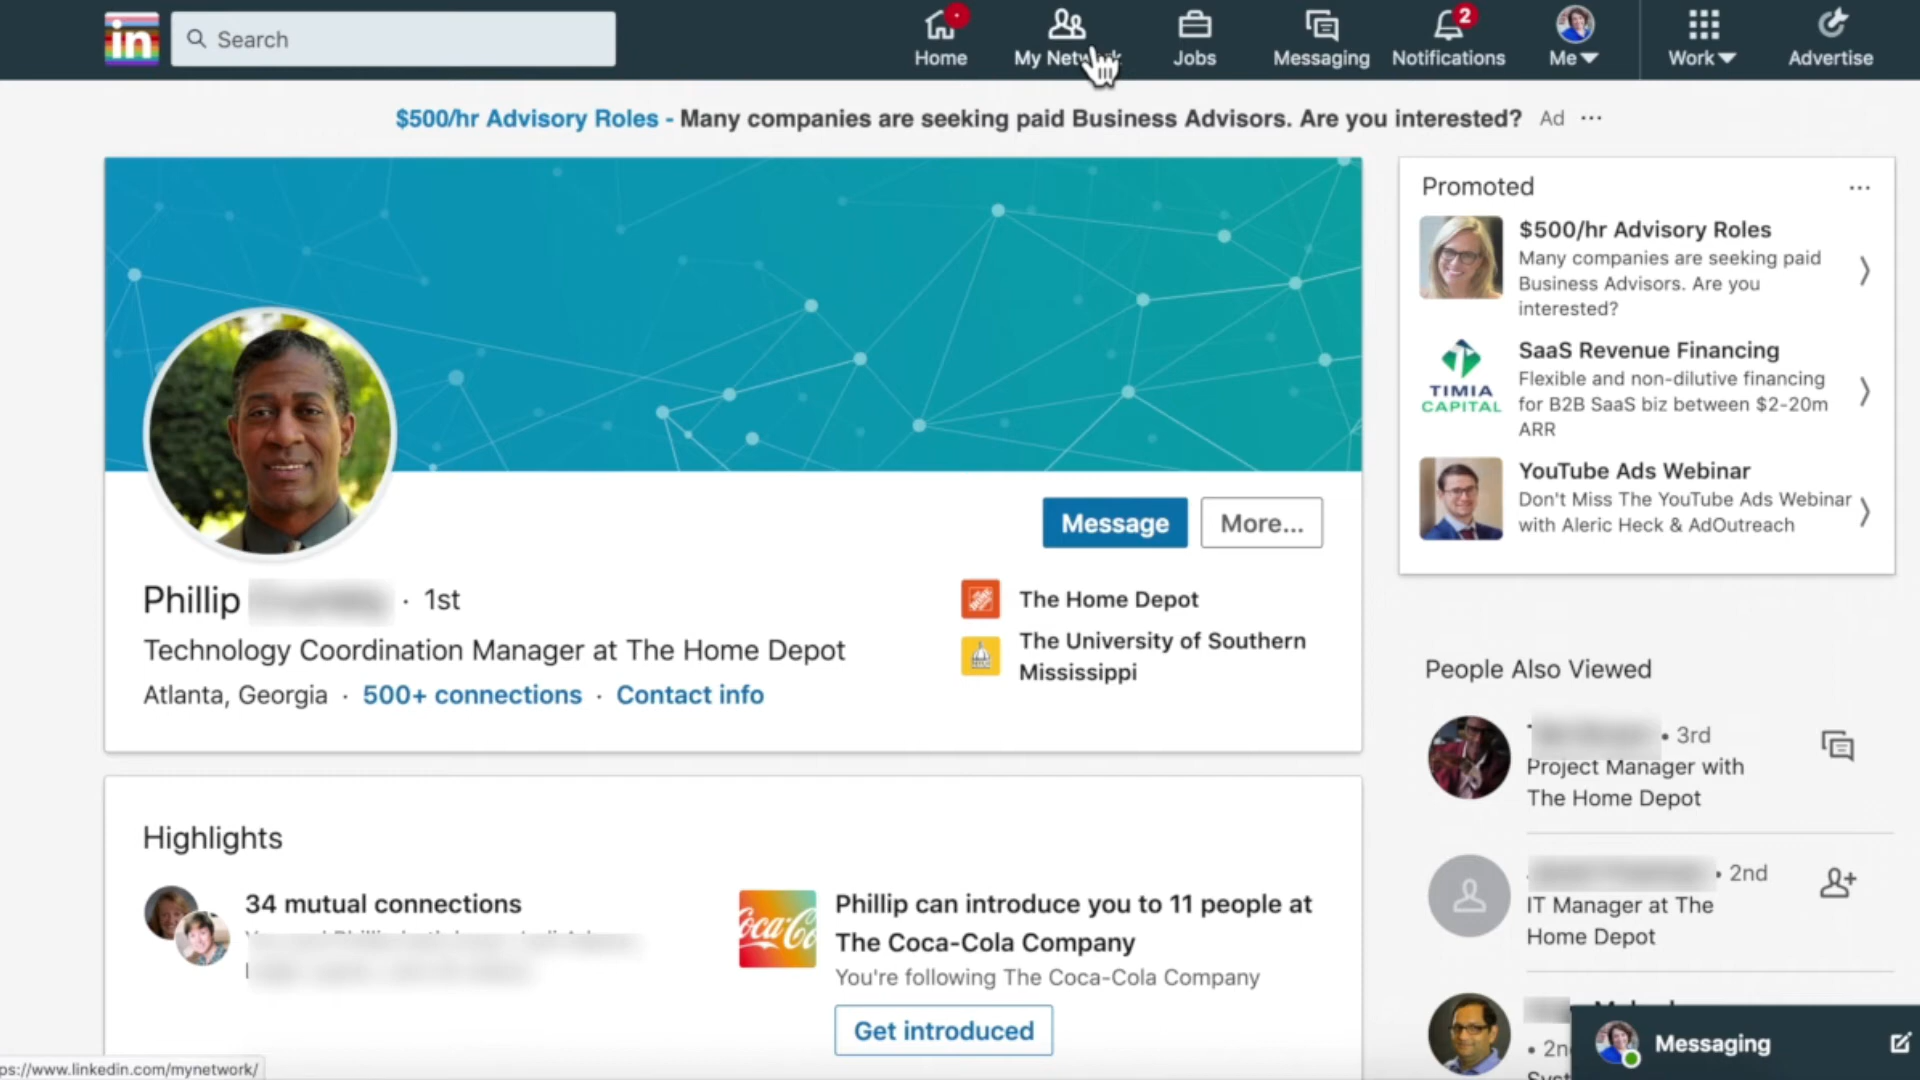 in
Search
Home
My Netw
Jobs
Messaging
2
Notifications
Me
Work
Advertise
$500/hr Advisory Roles - Many companies are seeking paid Business Advisors. Are you interested? Ad ...
Promoted ...
$500/hr Advisory Roles
Many companies are seeking paid
Business Advisors. Are you
interested?
TIMIA
CAPITAL
SaaS Revenue Financing
Flexible and non-dilutive financing
for B2B SaaS biz between $2-20m
ARR
YouTube Ads Webinar
Don't Miss The YouTube Ads Webinar
with Aleric Heck & AdOutreach
Message
More...
Phillip · 1st
Technology Coordination Manager at The Home Depot
Atlanta, Georgia · 500+ connections · Contact info
The Home Depot
The University of Southern
Mississippi
Highlights
34 mutual connections
Phillip can introduce you to 11 people at
The Coca-Cola Company
You're following The Coca-Cola Company
Get introduced
People Also Viewed
• 3rd
Project Manager with
The Home Depot
• 2nd
IT Manager at The
Home Depot
Messaging
ps://www.linkedin.com/mynetwork/